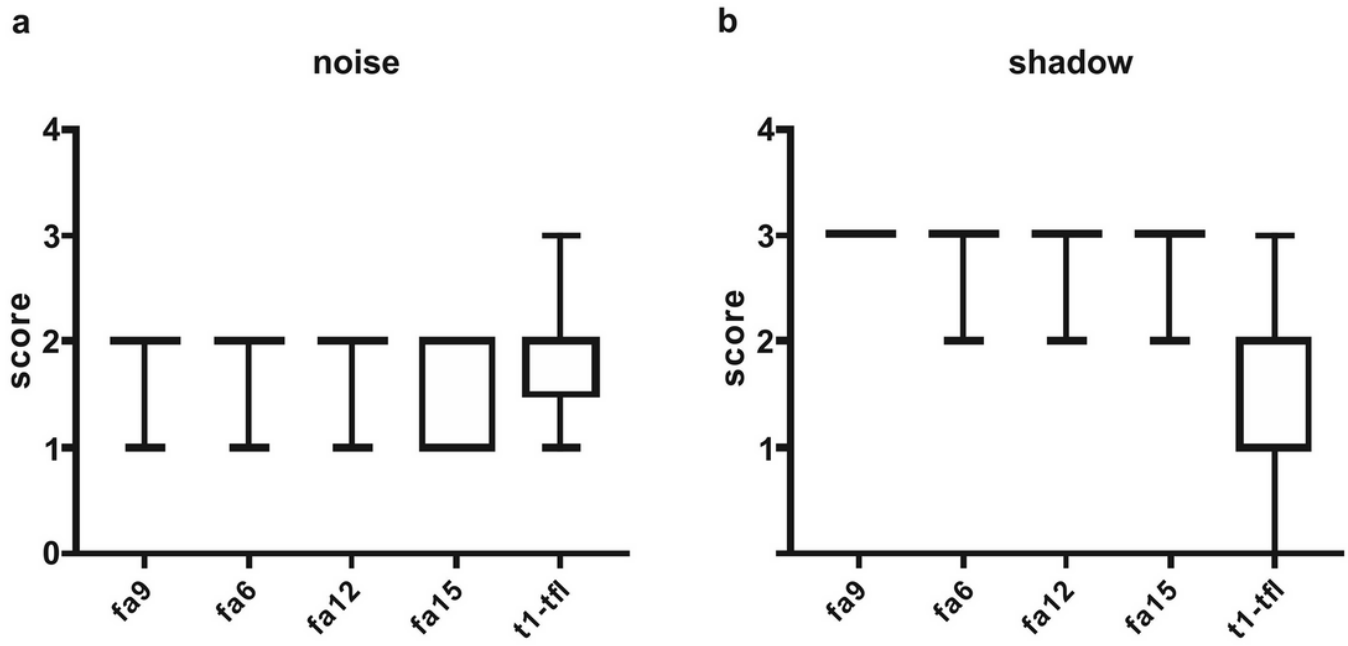 a
noise
4
3
2
1
0
score
fa9
fa6
fa12
fa15
t1-tfl
b
shadow
4
3
2
1
score
fa9
fa6
fa12
fa15
t1-tfl